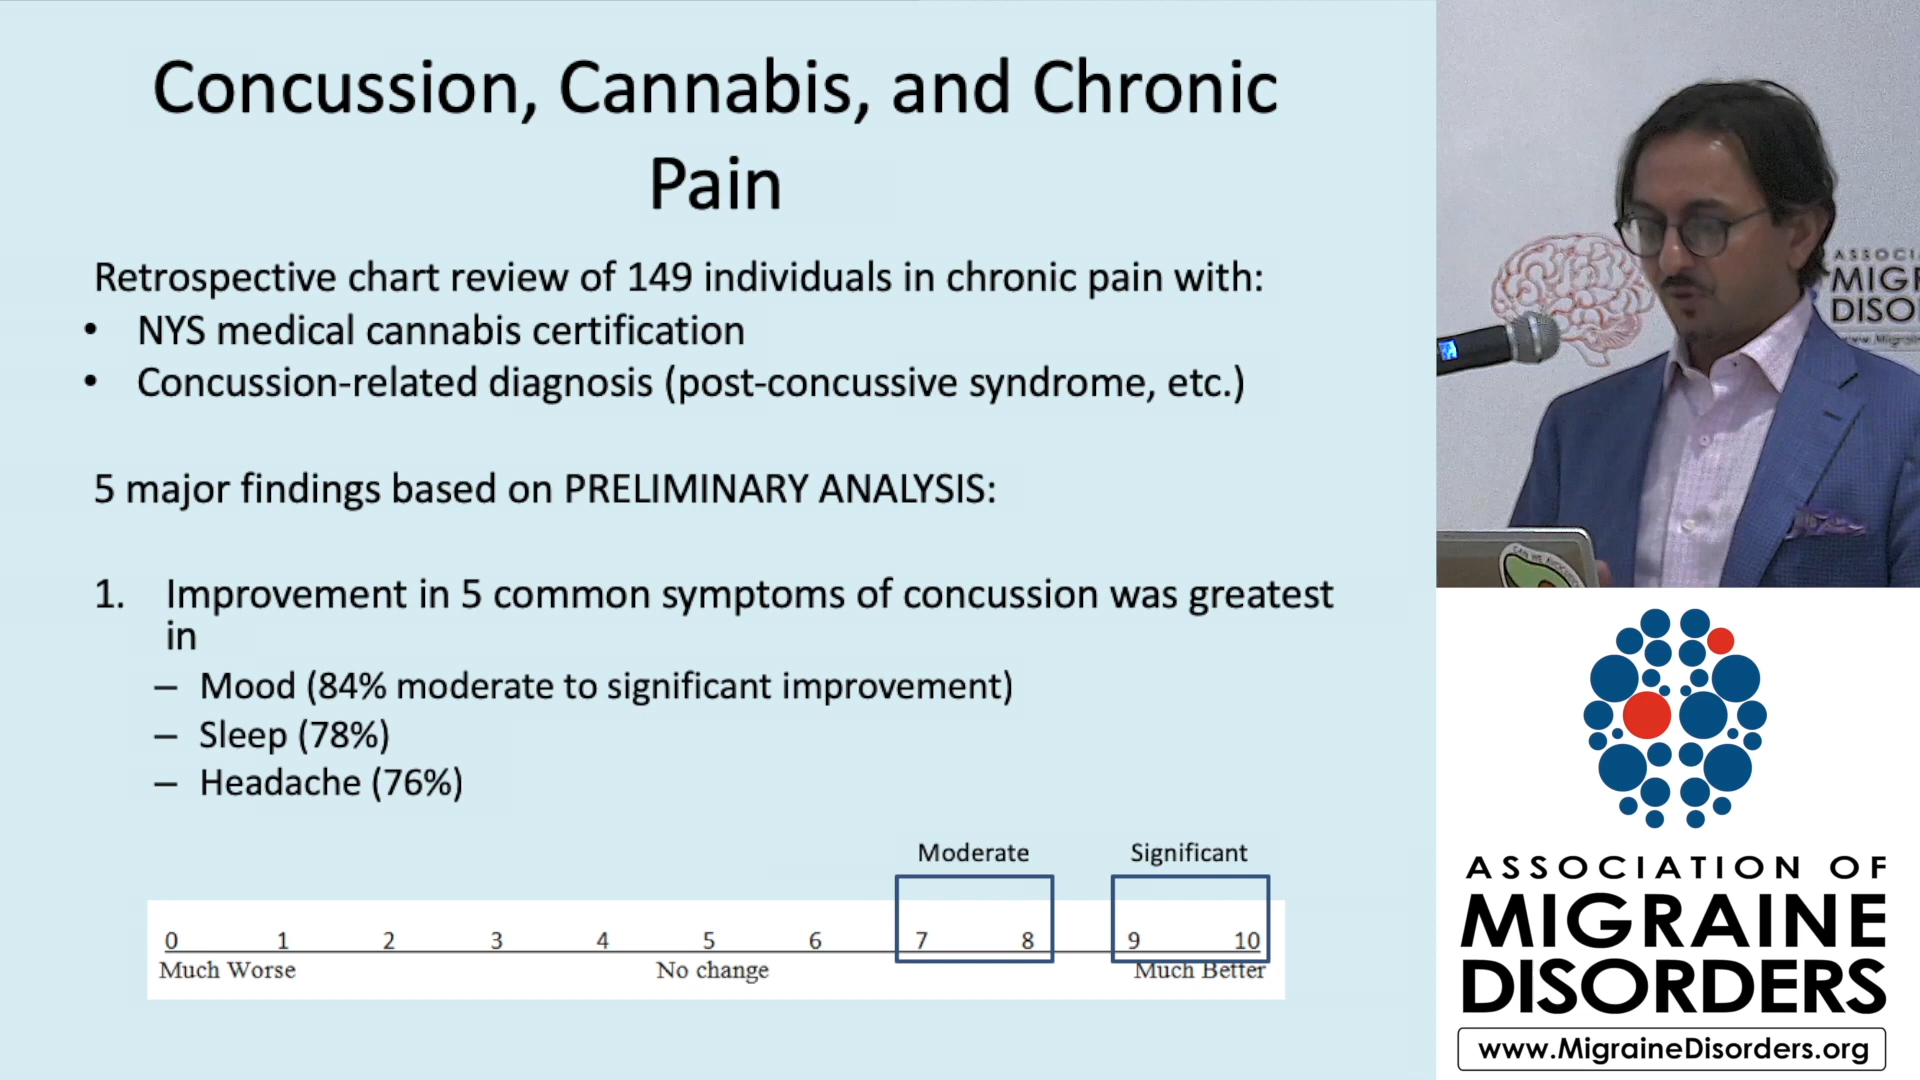 Concussion, Cannabis, and Chronic
Pain
Retrospective chart review of 149 individuals in chronic pain with:
• NYS medical cannabis certification
• Concussion-related diagnosis (post-concussive syndrome, etc.)
5 major findings based on PRELIMINARY ANALYSIS:
1. Improvement in 5 common symptoms of concussion was greatest
in
– Mood (84% moderate to significant improvement)
– Sleep (78%)
– Headache (76%)
Moderate Significant
0 1 2 3 4 5 6 7 8 9 10
Much Worse No change Much Better
ASSOCI
MIGR
DISO
ASSOCIATION OF
MIGRAINE
DISORDERS
www.MigraineDisorders.org